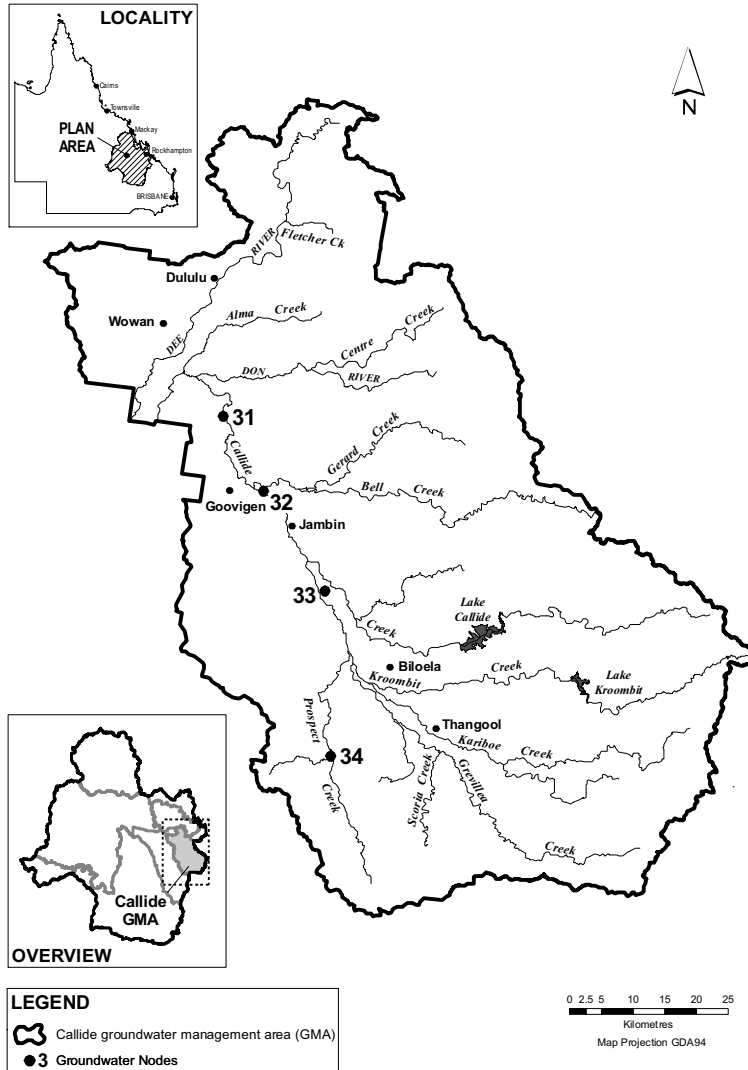 LOCALITY
Cairns
Townsville
Mackay
PLAN
AREA
Rockhampton
BRISBANE
N
Fletcher Ck
RIVER
Dululu
DEE
Wowan
Alma Creek
Centre Creek
DON RIVER
31
Callide
Gerard Creek
Bell Creek
Goovigen
32
Jambin
33
Lake
Callide
Creek
Biloela
Kroombit Creek
Lake
Kroombit
Prospect Creek
Thangool
Kariboe Creek
34
Scoria Creek
Grevillea Creek
Callide
GMA
OVERVIEW
LEGEND
Callide groundwater management area (GMA)
3 Groundwater Nodes
0 2.5 5 10 15 20 25
Kilometres
Map Projection GDA94